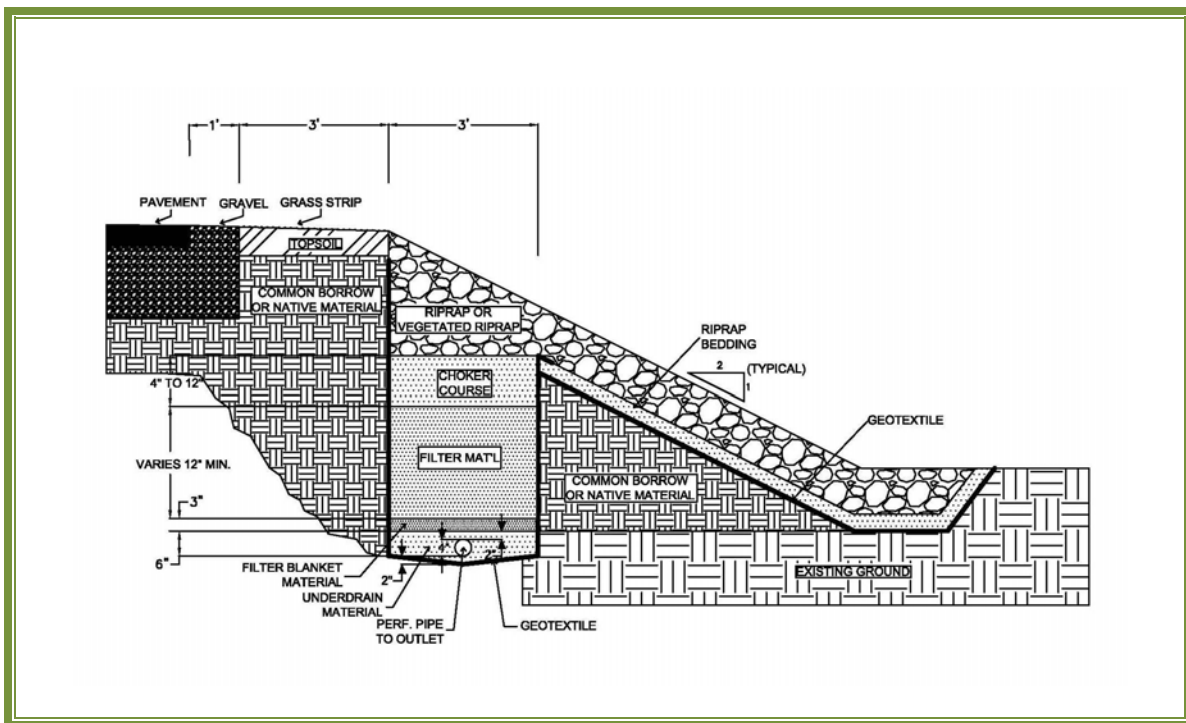 1'
3'
3'
PAVEMENT
GRAVEL
GRASS STRIP
TOPSOIL
COMMON BORROW
OR NATIVE MATERIAL
RIPRAP OR
VEGETATED RIPRAP
RIPRAP
BEDDING
2
(TYPICAL)
1
4" TO 12"
CHOKER
COURSE
GEOTEXTILE
VARIES 12" MIN.
FILTER MAT'L
COMMON BORROW
OR NATIVE MATERIAL
3"
6"
4"
2"
FILTER BLANKET
MATERIAL
2"
UNDERDRAIN
MATERIAL
EXISTING GROUND
PERF. PIPE
TO OUTLET
GEOTEXTILE